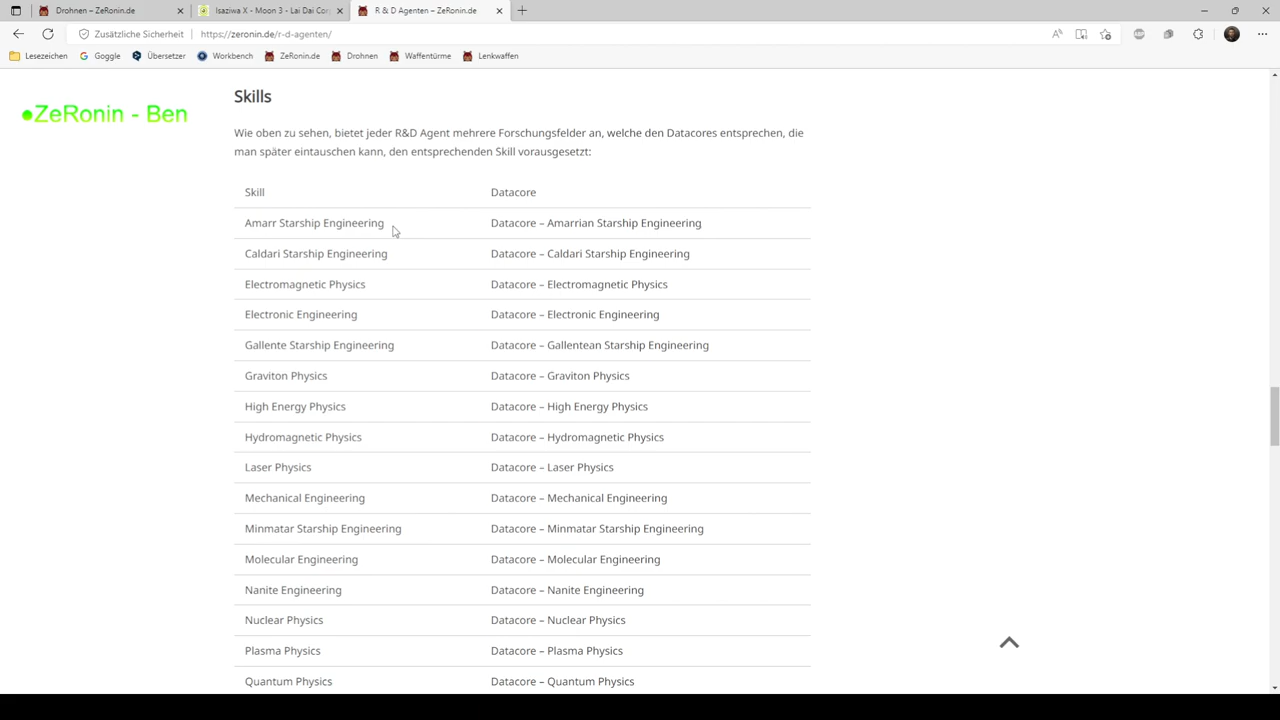 Drohnen – ZeRonin.de
Isaziwa X - Moon 3 - Lai Dai Cor
R & D Agenten – ZeRonin.de
Zusätzliche Sicherheit
https://zeronin.de/r-d-agenten/
Lesezeichen
Goggle
Übersetzer
Workbench
ZeRonin.de
Drohnen
Waffentürme
Lenkwaffen
ZeRonin - Ben
Skills
Wie oben zu sehen, bietet jeder R&D Agent mehrere Forschungsfelder an, welche den Datacores entsprechen, die
man später eintauschen kann, den entsprechenden Skill vorausgesetzt:
Skill Datacore
Amarr Starship Engineering Datacore – Amarrian Starship Engineering
Caldari Starship Engineering Datacore – Caldari Starship Engineering
Electromagnetic Physics Datacore – Electromagnetic Physics
Electronic Engineering Datacore – Electronic Engineering
Gallente Starship Engineering Datacore – Gallentean Starship Engineering
Graviton Physics Datacore – Graviton Physics
High Energy Physics Datacore – High Energy Physics
Hydromagnetic Physics Datacore – Hydromagnetic Physics
Laser Physics Datacore – Laser Physics
Mechanical Engineering Datacore – Mechanical Engineering
Minmatar Starship Engineering Datacore – Minmatar Starship Engineering
Molecular Engineering Datacore – Molecular Engineering
Nanite Engineering Datacore – Nanite Engineering
Nuclear Physics Datacore – Nuclear Physics
Plasma Physics Datacore – Plasma Physics
Quantum Physics Datacore – Quantum Physics